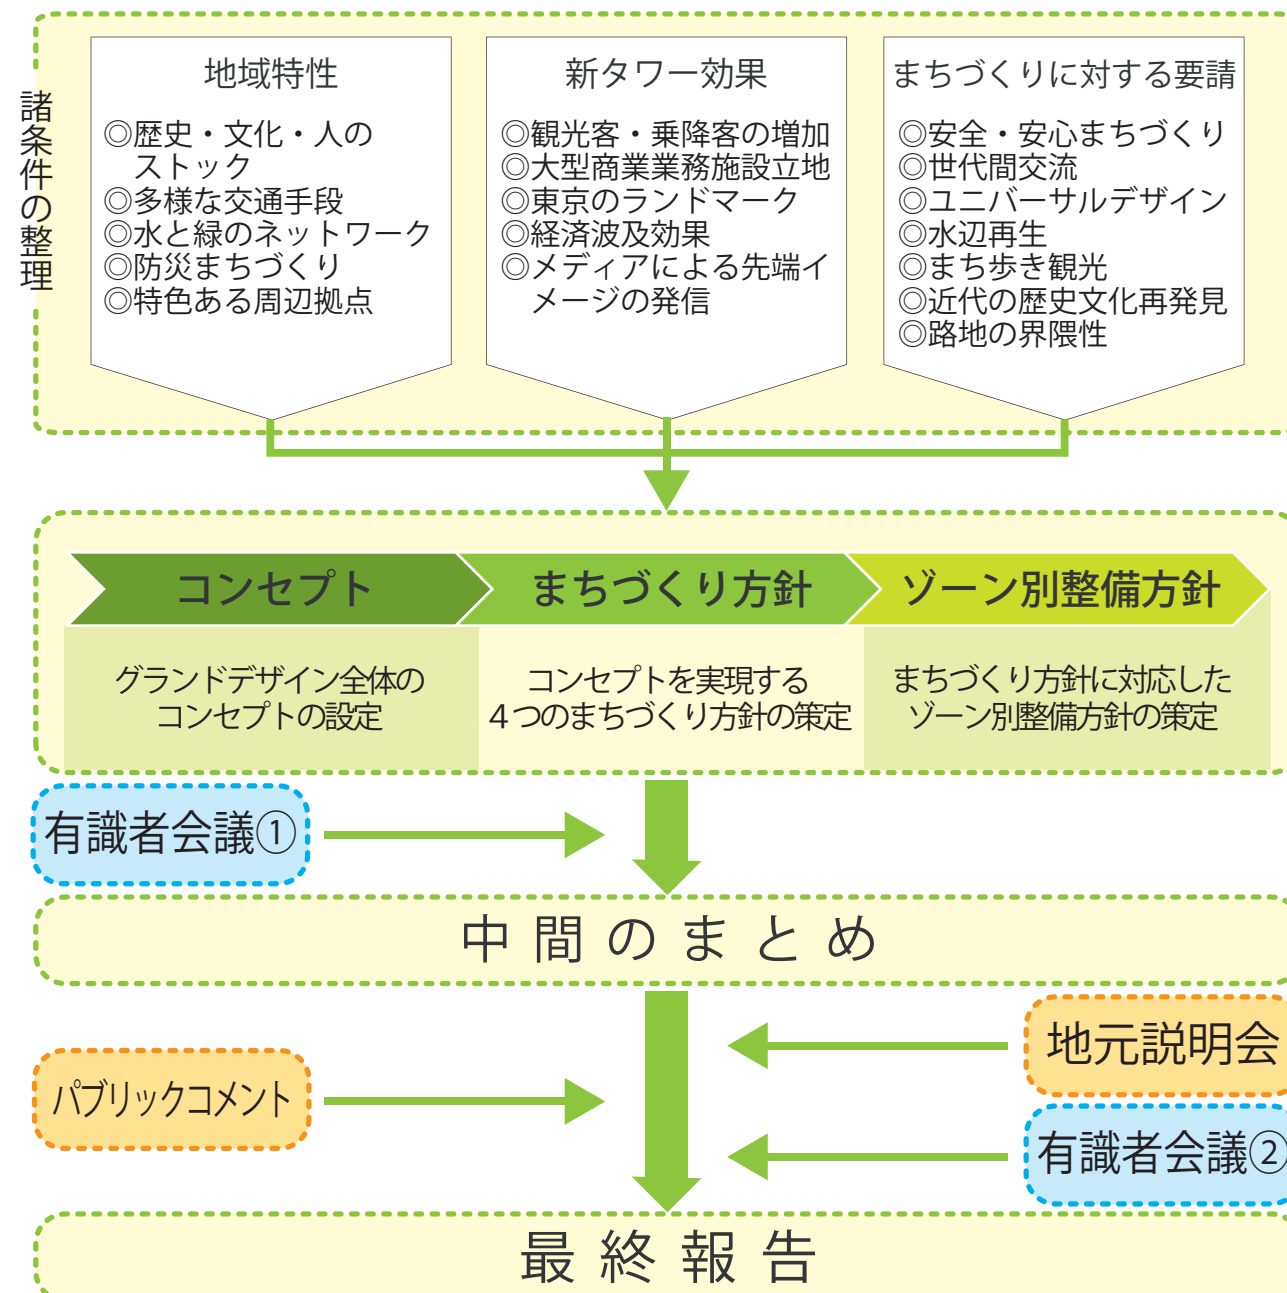 諸条件の整理
地域特性
◎歴史・文化・人の
ストック
◎多様な交通手段
◎水と緑のネットワーク
◎防災まちづくり
◎特色ある周辺拠点
新タワー効果
◎観光客・乗降客の増加
◎大型商業業務施設立地
◎東京のランドマーク
◎経済波及効果
◎メディアによる先端イ
メージの発信
まちづくりに対する要請
◎安全・安心まちづくり
◎世代間交流
◎ユニバーサルデザイン
◎水辺再生
◎まち歩き観光
◎近代の歴史文化再発見
◎路地の界隈性
コンセプト
まちづくり方針
ゾーン別整備方針
グランドデザイン全体の
コンセプトの設定
コンセプトを実現する
４つのまちづくり方針の策定
まちづくり方針に対応した
ゾーン別整備方針の策定
有識者会議①
中間のまとめ
地元説明会
パブリックコメント
有識者会議②
最終報告